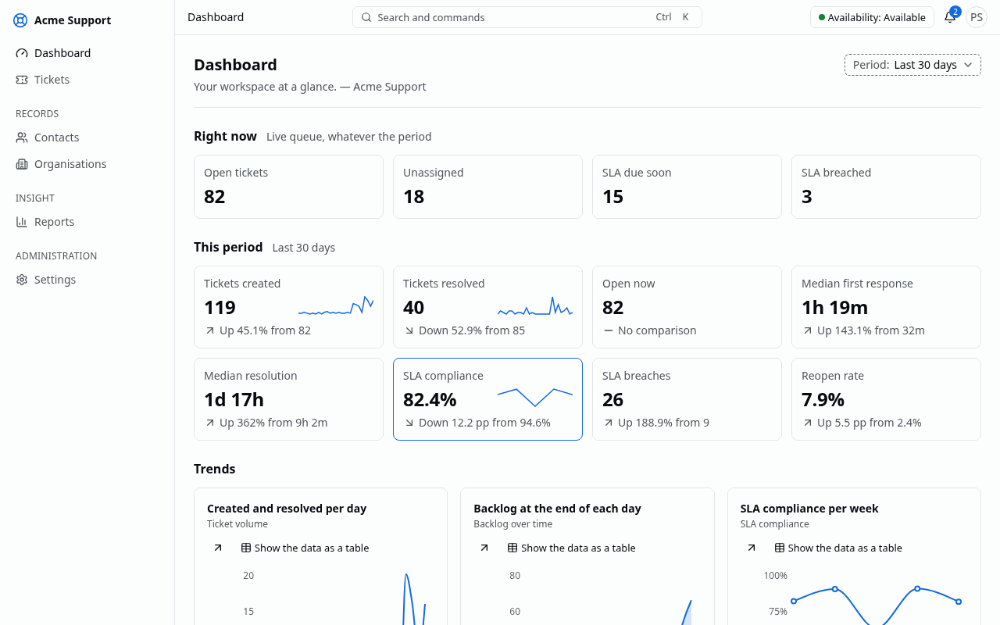 Acme Support
Dashboard
Tickets
RECORDS
Contacts
Organisations
INSIGHT
Reports
ADMINISTRATION
Settings
Dashboard
Search and commands
Ctrl K
Availability: Available
2
PS
Dashboard
Your workspace at a glance. — Acme Support
Period: Last 30 days
Right now Live queue, whatever the period
Open tickets
82
Unassigned
18
SLA due soon
15
SLA breached
3
This period Last 30 days
Tickets created
119
Up 45.1% from 82
Tickets resolved
40
Down 52.9% from 85
Open now
82
No comparison
Median first response
1h 19m
Up 143.1% from 32m
Median resolution
1d 17h
Up 362% from 9h 2m
SLA compliance
82.4%
Down 12.2 pp from 94.6%
SLA breaches
26
Up 188.9% from 9
Reopen rate
7.9%
Up 5.5 pp from 2.4%
Trends
Created and resolved per day
Ticket volume
Show the data as a table
20
15
Backlog at the end of each day
Backlog over time
Show the data as a table
80
60
SLA compliance per week
SLA compliance
Show the data as a table
100%
75%